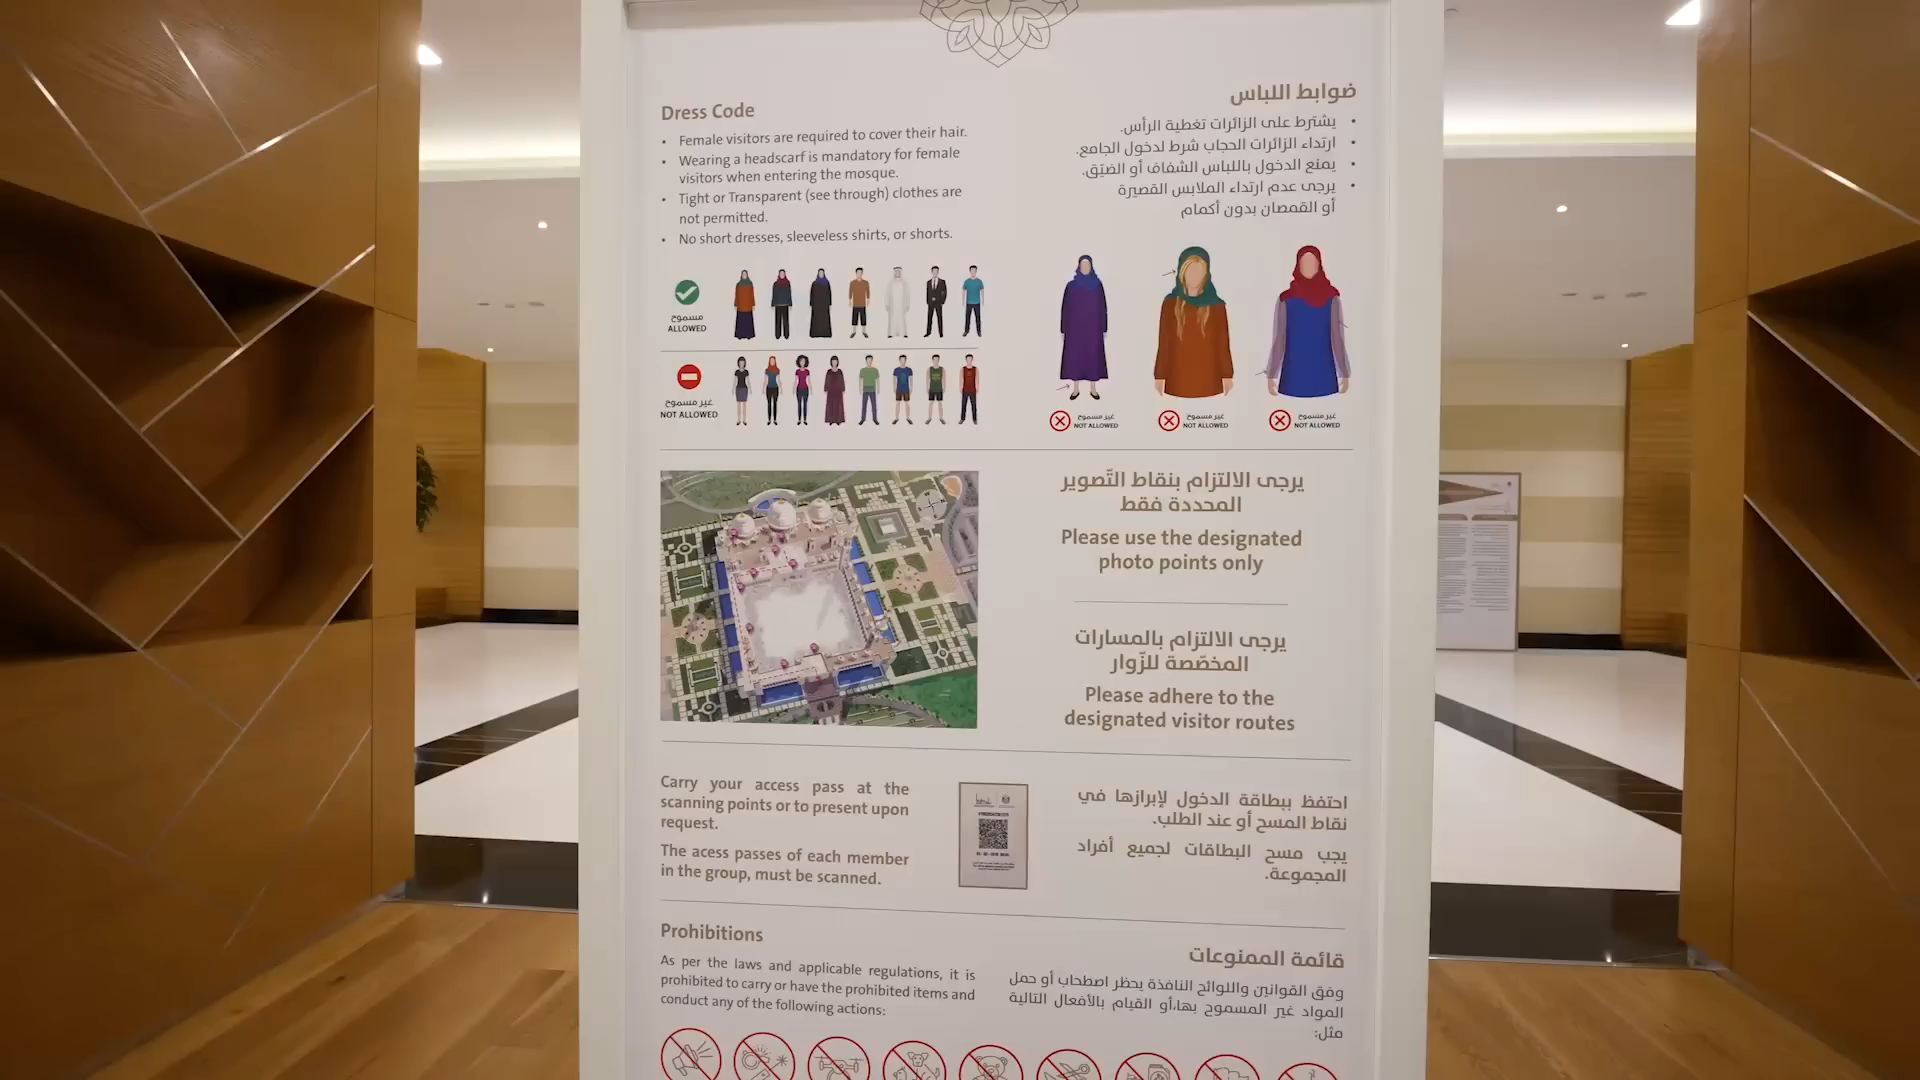 Dress Code
• Female visitors are required to cover their hair.
• Wearing a headscarf is mandatory for female
visitors when entering the mosque.
• Tight or Transparent (see through) clothes are
not permitted.
• No short dresses, sleeveless shirts, or shorts.
ضوابط اللباس
• يشترط على الزائرات تغطية الرأس.
• ارتداء الزائرات الحجاب شرط لدخول الجامع.
• يمنع الدخول باللباس الشفاف أو الضيّق.
• يرجى عدم ارتداء الملابس القصيرة
أو القمصان بدون أكمام
مسموح
ALLOWED
غير مسموح
NOT ALLOWED
غير مسموح
NOT ALLOWED
غير مسموح
NOT ALLOWED
غير مسموح
NOT ALLOWED
يرجى الالتزام بنقاط التّصوير
المحددة فقط
Please use the designated
photo points only
يرجى الالتزام بالمسارات
المخصّصة للزّوار
Please adhere to the
designated visitor routes
Carry your access pass at the
scanning points or to present upon
request.
The acess passes of each member
in the group, must be scanned.
احتفظ ببطاقة الدخول لإبرازها في
نقاط المسح أو عند الطلب.
يجب مسح البطاقات لجميع أفراد
المجموعة.
Prohibitions
As per the laws and applicable regulations, it is
prohibited to carry or have the prohibited items and
conduct any of the following actions:
قائمة الممنوعات
وفق القوانين واللوائح النافذة يحظر اصطحاب أو حمل
المواد غير المسموح بها،أو القيام بالأفعال التالية
مثل: